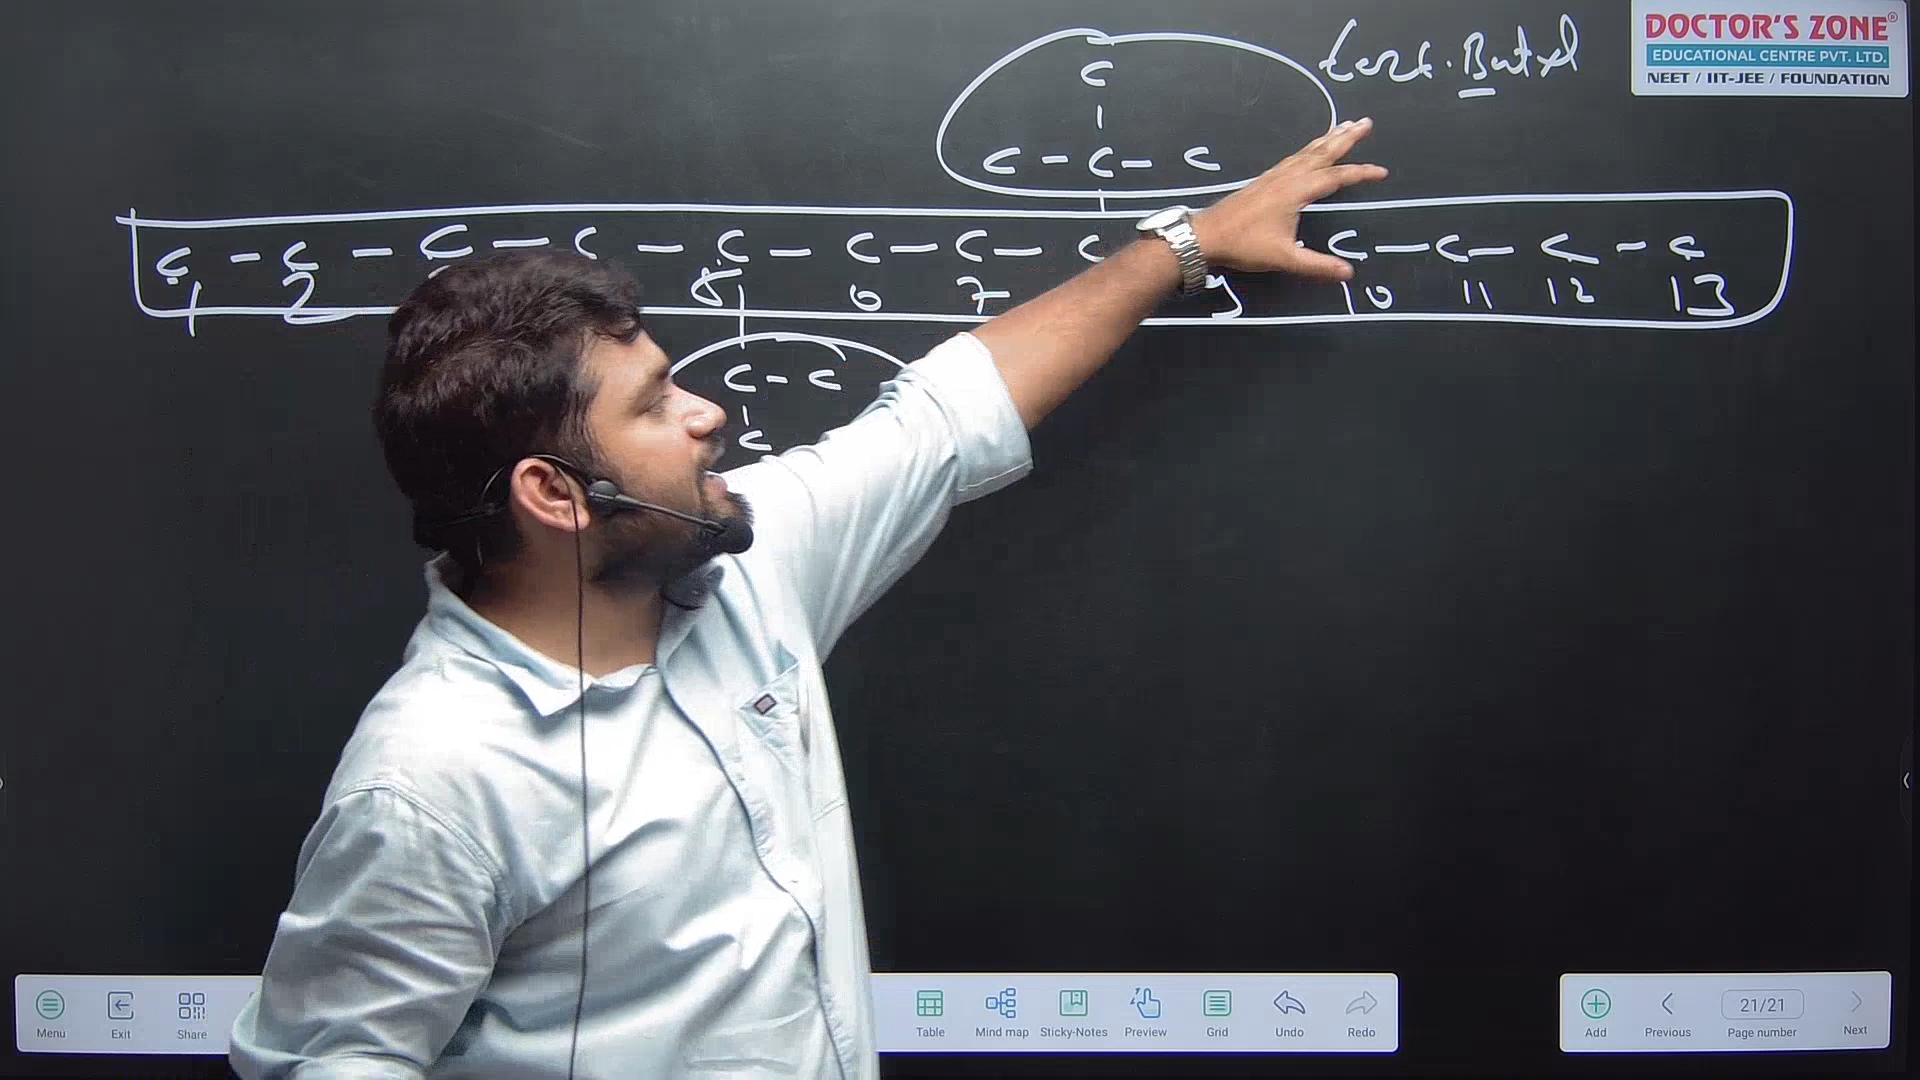 DOCTOR'S ZONE®
EDUCATIONAL CENTRE PVT. LTD.
NEET / IIT-JEE / FOUNDATION
tert. Butyl
C
C - C - C
C - C - C - C - C - C - C - C - C - C - C - C
1 2 5 6 7 9 10 11 12 13
C - C
C
Menu Exit Share Table Mind map Sticky-Notes Preview Grid Undo Redo Add Previous 21/21 Page number Next